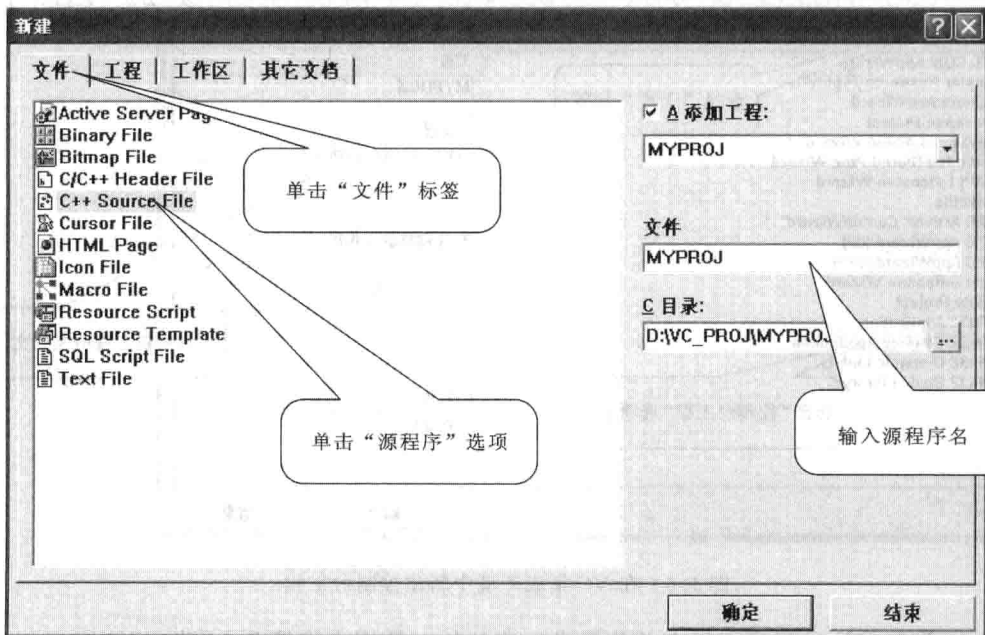 新建
文件 工程 工作区 其它文档
Active Server Pag
Binary File
Bitmap File
C/C++ Header File
C++ Source File
Cursor File
HTML Page
Icon File
Macro File
Resource Script
Resource Template
SQL Script File
Text File
单击“文件”标签
单击“源程序”选项
A 添加工程:
MYPROJ
文件
MYPROJ
C 目录:
D:\VC_PROJ\MYPRO
...
输入源程序名
确定 结束